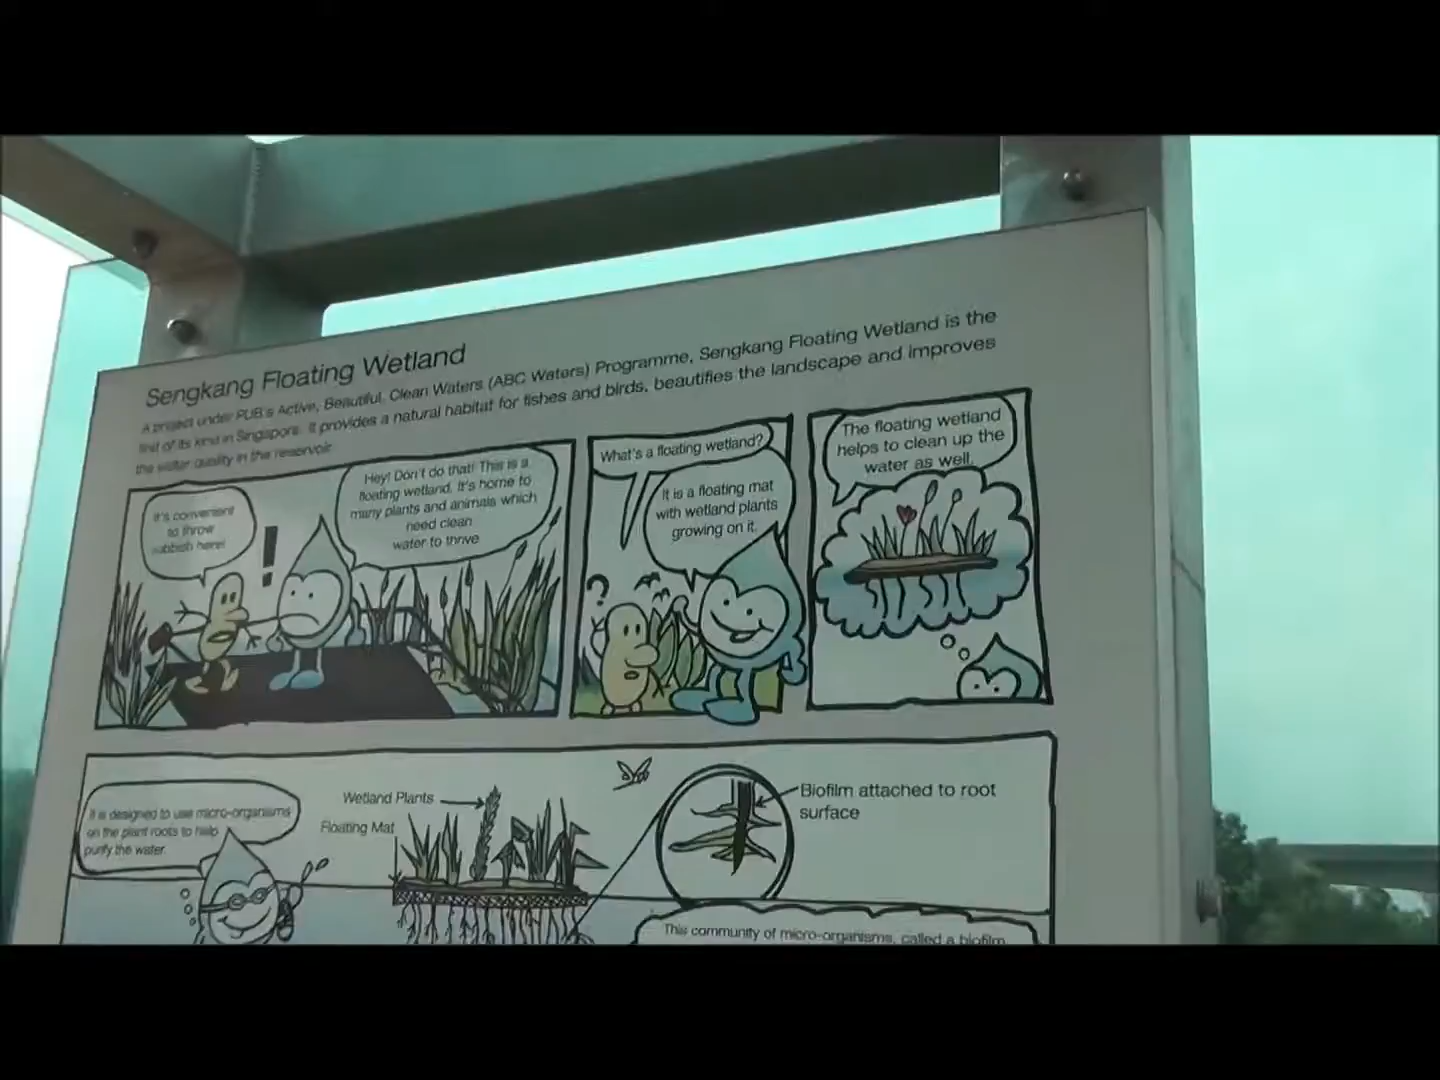 Sengkang Floating Wetland
A project under PUB's Active, Beautiful, Clean Waters (ABC Waters) Programme, Sengkang Floating Wetland is the
first of its kind in Singapore. It provides a natural habitat for fishes and birds, beautifies the landscape and improves
the water quality in the reservoir.
It's convenient
to throw
rubbish here!
!
Hey! Don't do that! This is a
floating wetland. It's home to
many plants and animals which
need clean
water to thrive
What's a floating wetland?
It is a floating mat
with wetland plants
growing on it.
?
The floating wetland
helps to clean up the
water as well.
It is designed to use micro-organisms
on the plant roots to help
purify the water.
Wetland Plants
Floating Mat
Biofilm attached to root
surface
This community of micro-organisms, called a biofilm